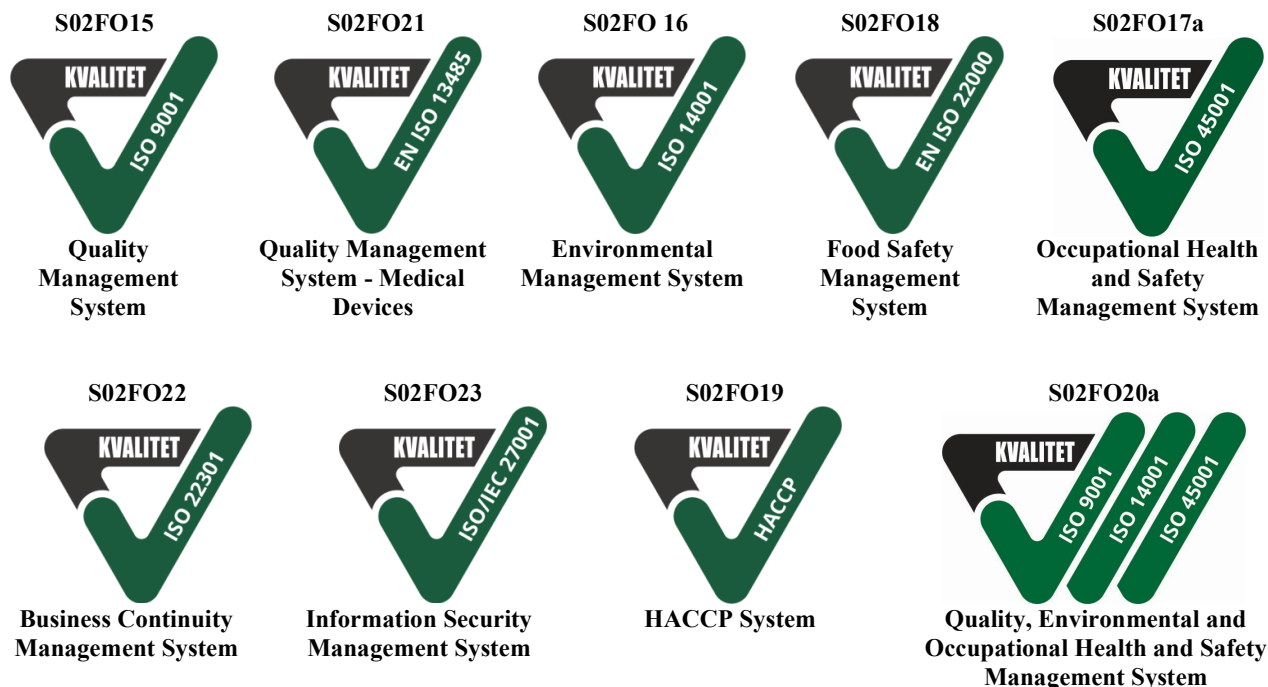 S02FO15
KVALITET
ISO 9001
Quality
Management
System
S02FO21
KVALITET
EN ISO 13485
Quality Management
System - Medical
Devices
S02FO 16
KVALITET
ISO 14001
Environmental
Management System
S02FO18
KVALITET
EN ISO 22000
Food Safety
Management
System
S02FO17a
KVALITET
ISO 45001
Occupational Health
and Safety
Management System
S02FO22
KVALITET
ISO 22301
Business Continuity
Management System
S02FO23
KVALITET
ISO/IEC 27001
Information Security
Management System
S02FO19
KVALITET
HACCP
HACCP System
S02FO20a
KVALITET
ISO 9001
ISO 14001
ISO 45001
Quality, Environmental and
Occupational Health and Safety
Management System